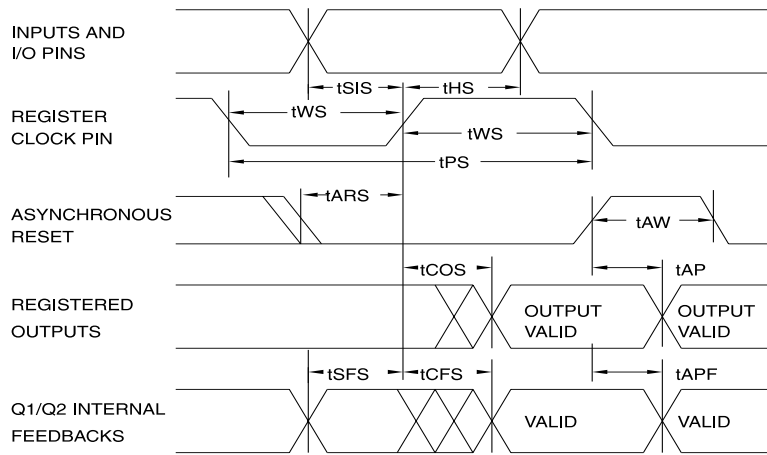 INPUTS AND
I/O PINS
tSIS
tHS
REGISTER
CLOCK PIN
tWS
tWS
tPS
ASYNCHRONOUS
RESET
tARS
tAW
tCOS
tAP
REGISTERED
OUTPUTS
OUTPUT
VALID
OUTPUT
VALID
tSFS
tCFS
tAPF
Q1/Q2 INTERNAL
FEEDBACKS
VALID
VALID